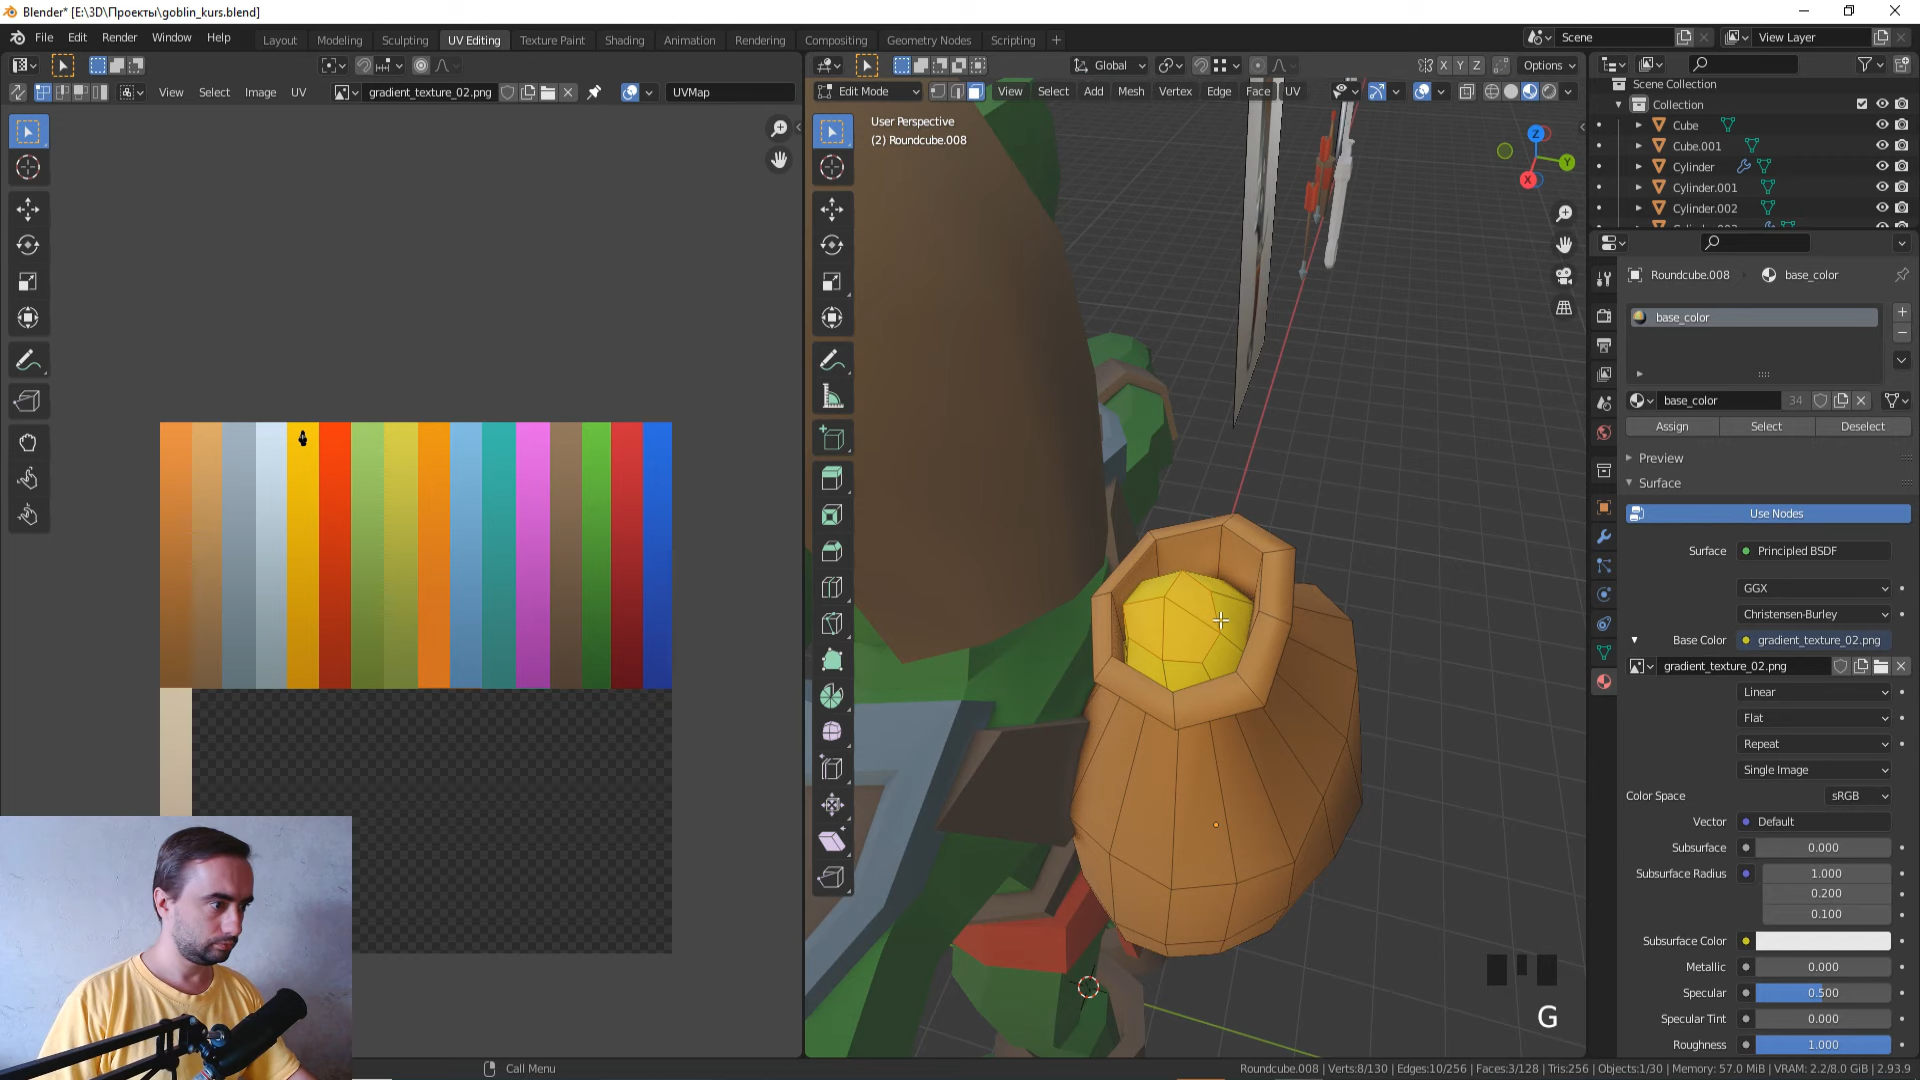 Blender* [E:\3D\Проекты\goblin_kurs.blend]
File Edit Render Window Help
Layout Modeling Sculpting UV Editing Texture Paint Shading Animation Rendering Compositing Geometry Nodes Scripting +
Scene
View Layer
Global
Options
View Select Image UV
gradient_texture_02.png
UVMap
Edit Mode
View Select Add Mesh Vertex Edge Face UV
X Y Z
User Perspective
(2) Roundcube.008
Z
Y
X
Scene Collection
Collection
Cube
Cube.001
Cylinder
Cylinder.001
Cylinder.002
Roundcube.008
base_color
base_color
base_color
34
Assign Select Deselect
Preview
Surface
Use Nodes
Surface Principled BSDF
GGX
Christensen-Burley
Base Color gradient_texture_02.png
gradient_texture_02.png
Linear
Flat
Repeat
Single Image
Color Space sRGB
Vector Default
Subsurface 0.000
Subsurface Radius 1.000
0.200
0.100
Subsurface Color
Metallic 0.000
Specular 0.500
Specular Tint 0.000
Roughness 1.000
G
Call Menu
Roundcube.008 | Verts:8/130 | Edges:10/256 | Faces:3/128 | Tris:256 | Objects:1/30 | Memory: 57.0 MiB | VRAM: 2.2/8.0 GiB | 2.93.9